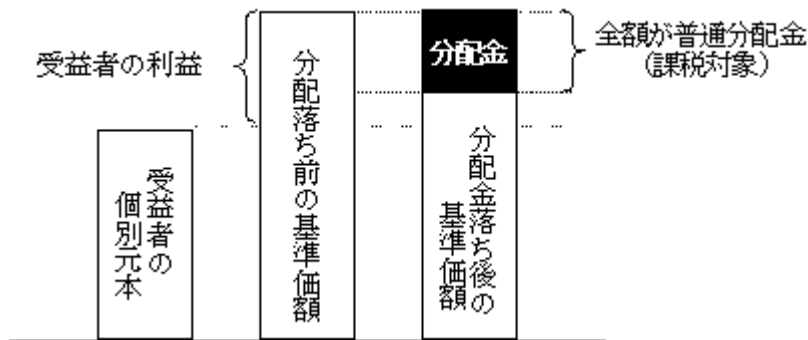 受益者の利益
分配落ち前の基準価額
分配金
全額が普通分配金
(課税対象)
受益者の
個別元本
分配金落ち後の
基準価額